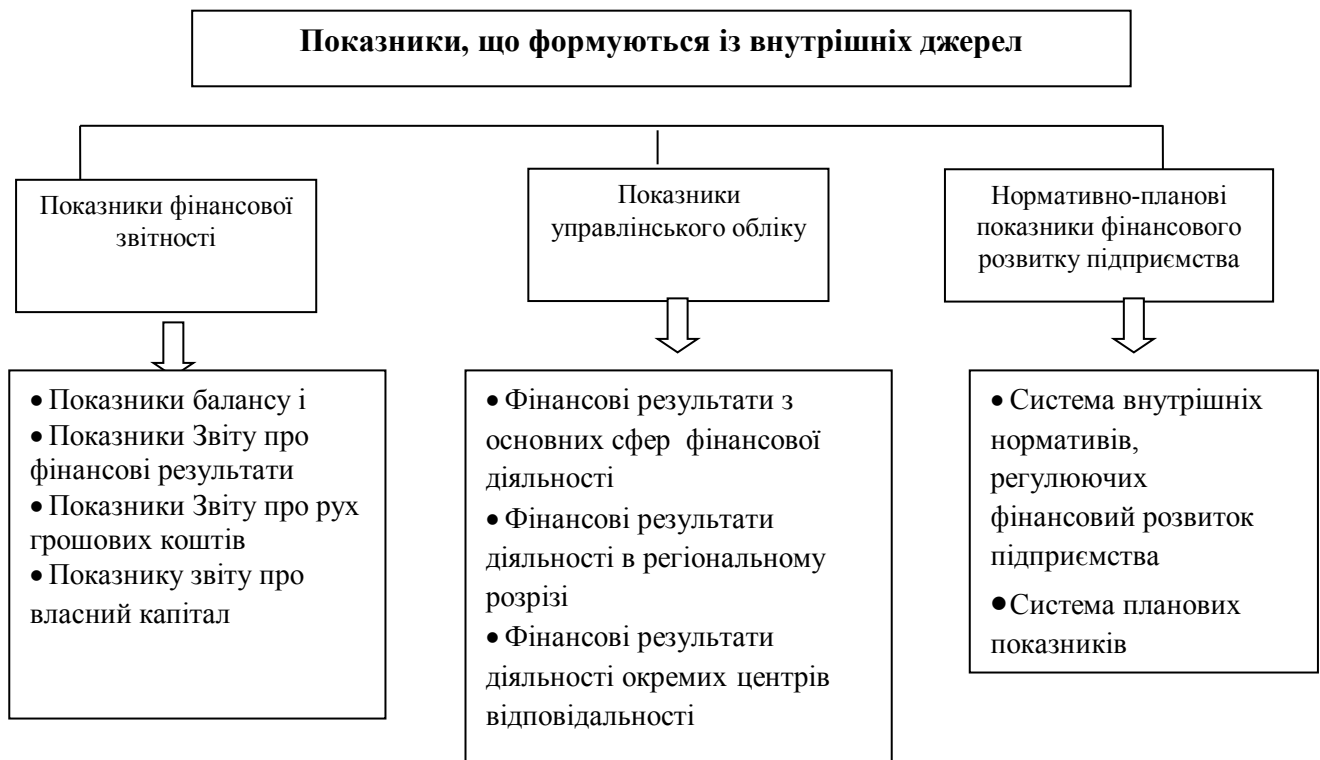 Показники, що формуються із внутрішніх джерел
Показники фінансової
звітності
Показники
управлінського обліку
Нормативно-планові
показники фінансового
розвитку підприємства
• Показники балансу і
• Показники Звіту про
фінансові результати
• Показники Звіту про рух
грошових коштів
• Показнику звіту про
власний капітал
• Фінансові результати з
основних сфер фінансової
діяльності
• Фінансові результати
діяльності в регіональному
розрізі
• Фінансові результати
діяльності окремих центрів
відповідальності
• Система внутрішніх
нормативів,
регулюючих
фінансовий розвиток
підприємства
• Система планових
показників